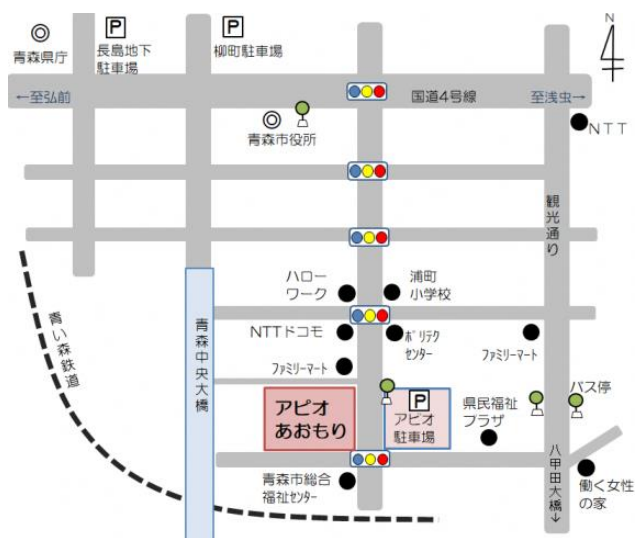 N
P
P
青森県庁
長島地下
駐車場
柳町駐車場
←至弘前
国道4号線
至浅虫→
青森市役所
NTT
観光通り
ハロー
ワーク
浦町
小学校
青い森鉄道
青森中央大橋
NTTドコモ
ポリテク
センター
ファミリーマート
ファミリーマート
アピオ
あおもり
P
アピオ
駐車場
県民福祉
プラザ
バス停
青森市総合
福祉センター
八甲田大橋↓
働く女性
の家